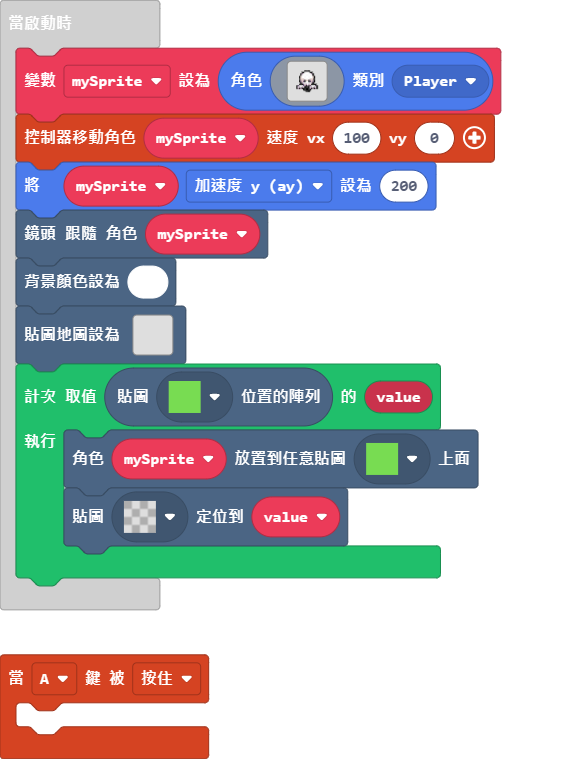 當啟動時
變數 mySprite 設為 角色 類別 Player
控制器移動角色 mySprite 速度 vx 100 vy 0
將 mySprite 加速度 y (ay) 設為 200
鏡頭 跟隨 角色 mySprite
背景顏色設為
貼圖地圖設為
計次 取值 貼圖 位置的陣列 的 value
執行
角色 mySprite 放置到任意貼圖 上面
貼圖 定位到 value
當 A 鍵 被 按住